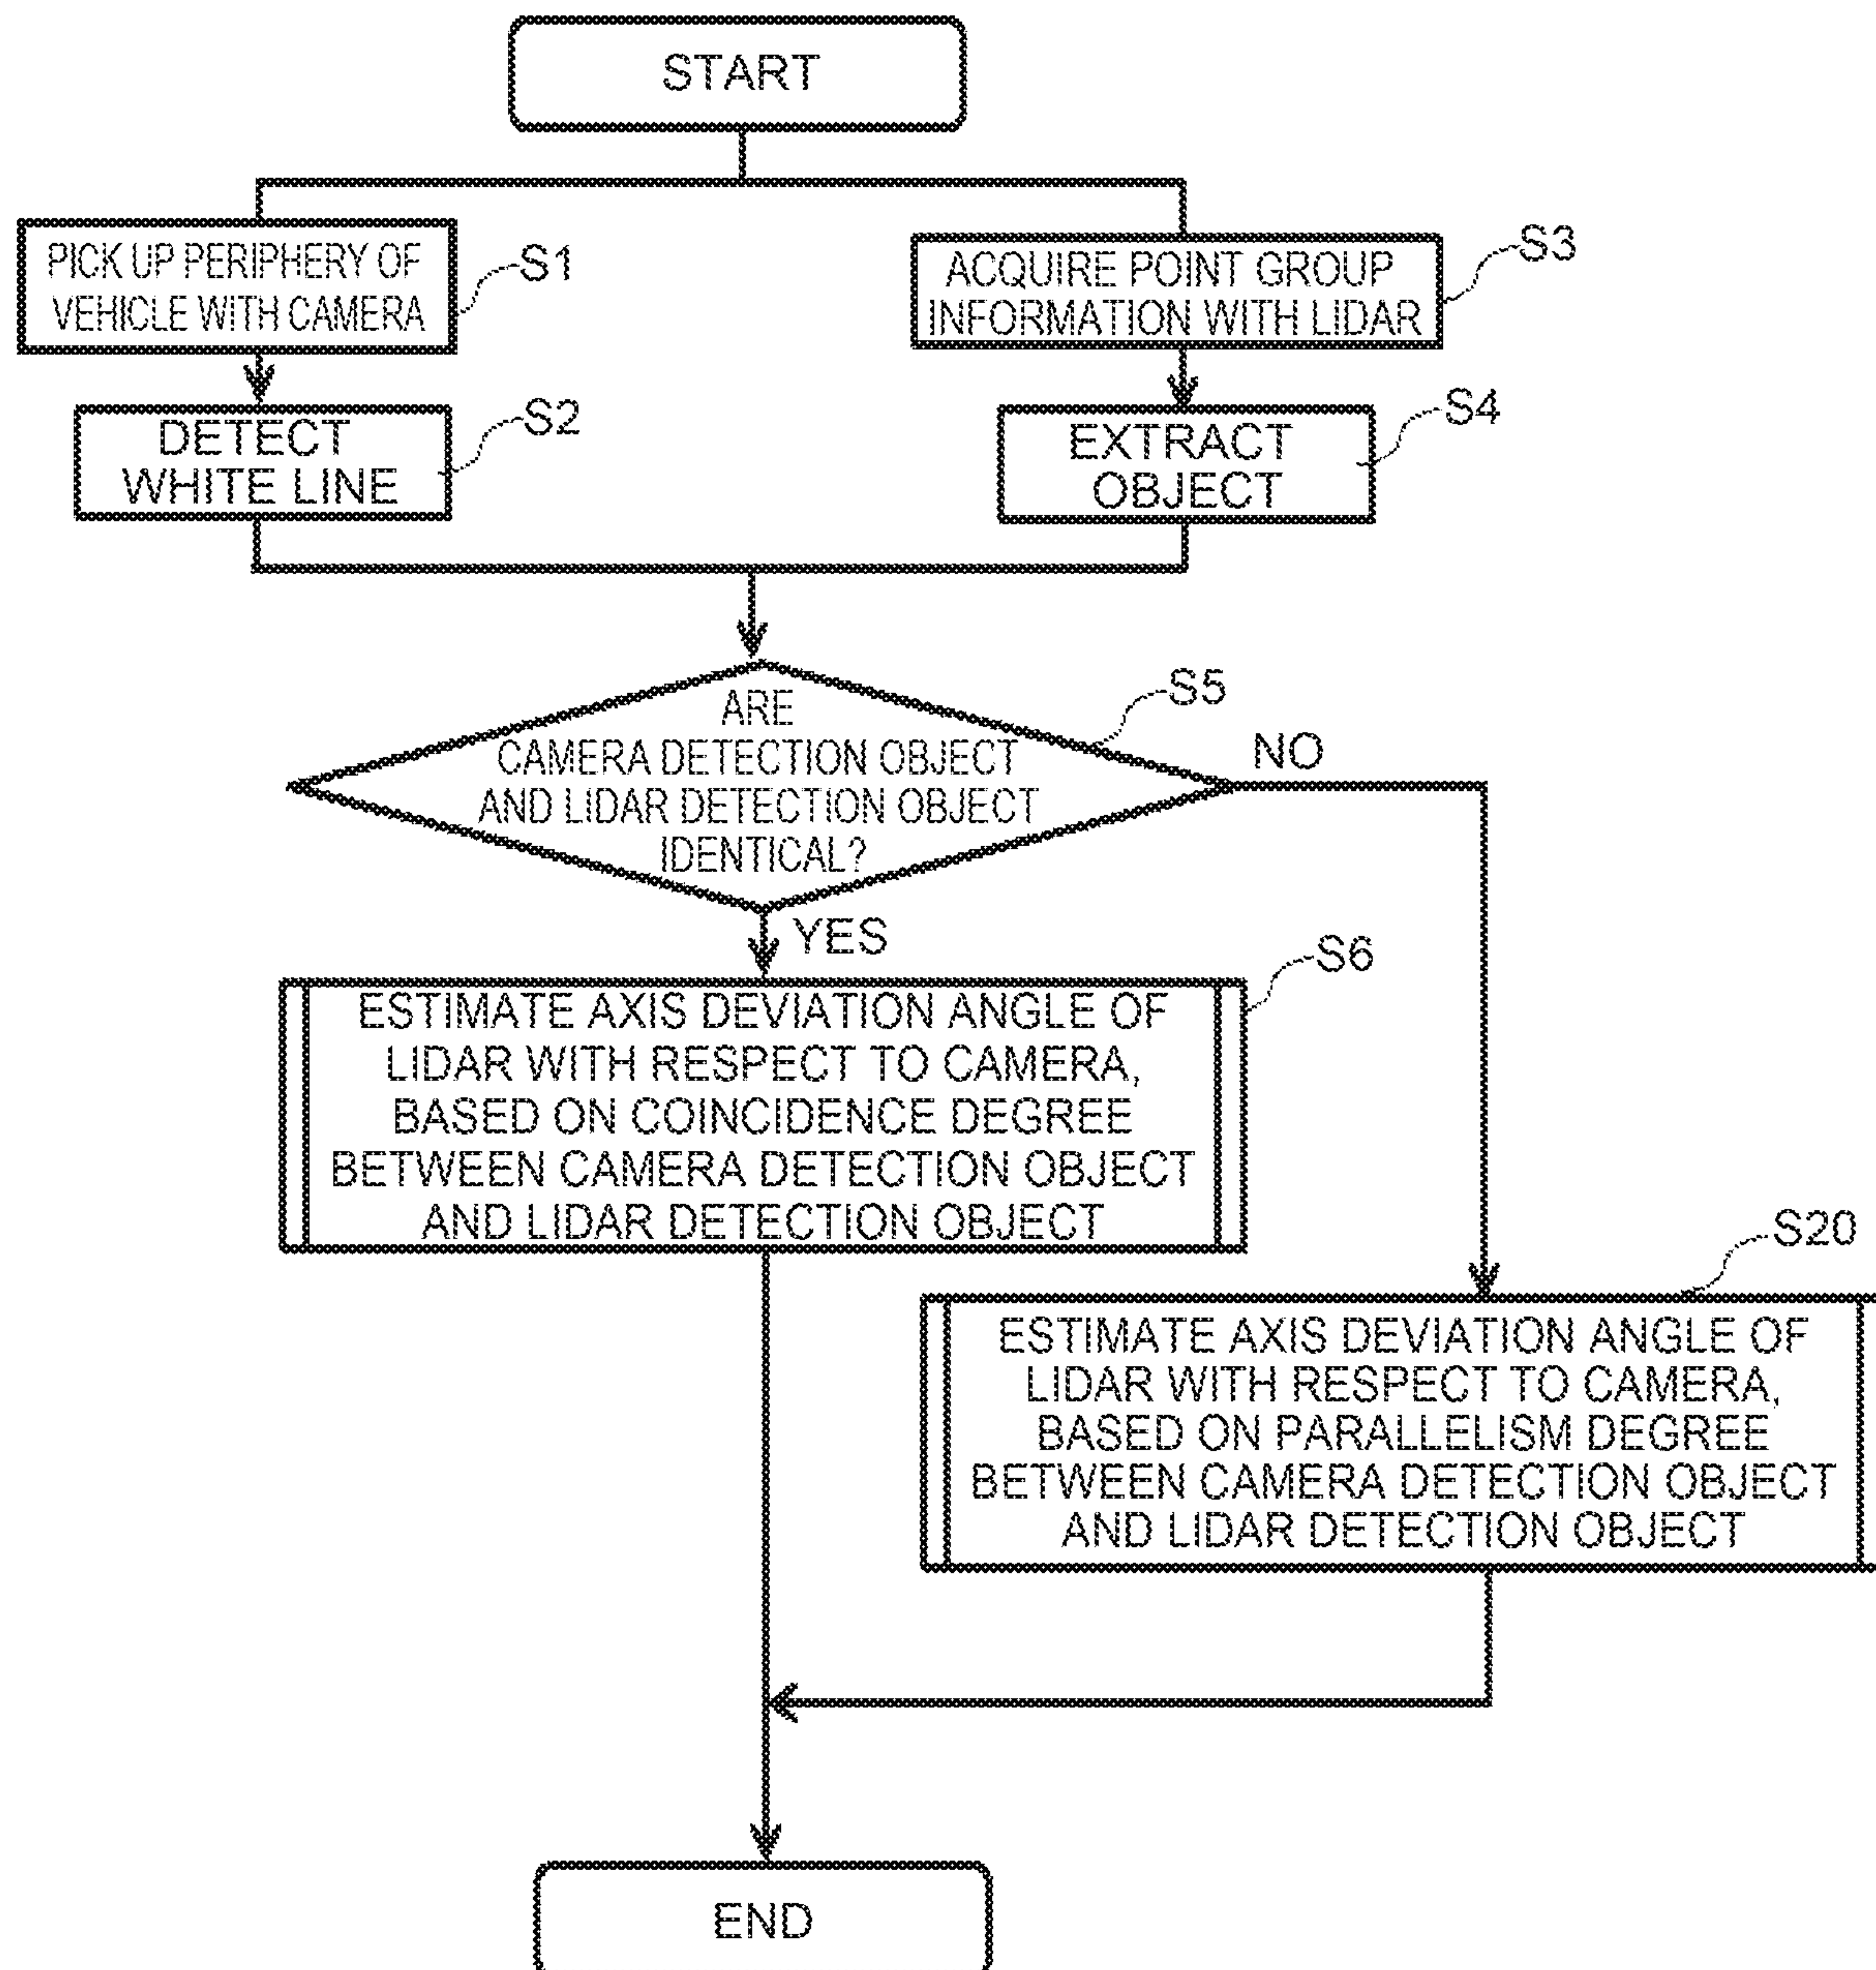 START
PICK UP PERIPHERY OF
VEHICLE WITH CAMERA
S1
ACQUIRE POINT GROUP
INFORMATION WITH LIDAR
S3
DETECT
WHITE LINE
S2
EXTRACT
OBJECT
S4
ARE
CAMERA DETECTION OBJECT
AND LIDAR DETECTION OBJECT
IDENTICAL?
S5
NO
YES
ESTIMATE AXIS DEVIATION ANGLE OF
LIDAR WITH RESPECT TO CAMERA,
BASED ON COINCIDENCE DEGREE
BETWEEN CAMERA DETECTION OBJECT
AND LIDAR DETECTION OBJECT
S6
ESTIMATE AXIS DEVIATION ANGLE OF
LIDAR WITH RESPECT TO CAMERA,
BASED ON PARALLELISM DEGREE
BETWEEN CAMERA DETECTION OBJECT
AND LIDAR DETECTION OBJECT
S20
END